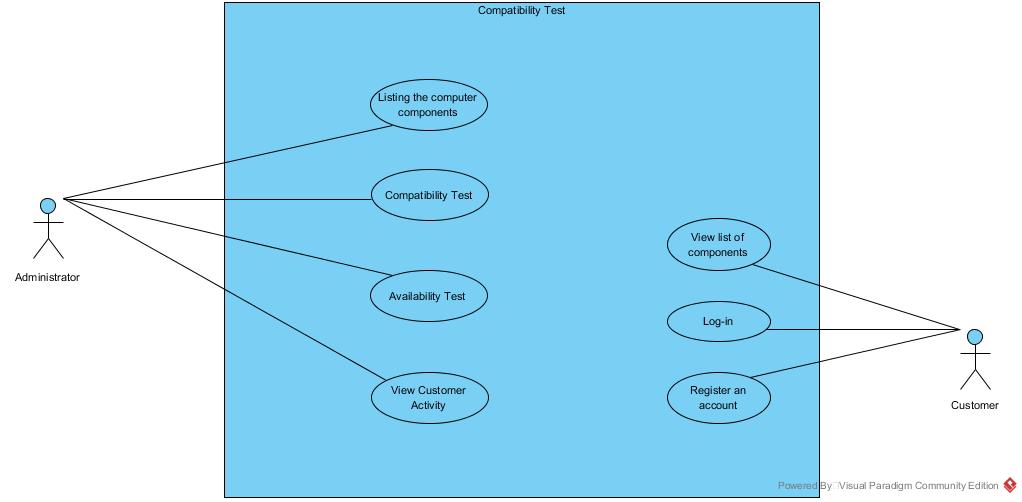 Compatibility Test
Listing the computer
components
Compatibility Test
Availability Test
View Customer
Activity
Administrator
View list of
components
Log-in
Register an
account
Customer
Powered By Visual Paradigm Community Edition